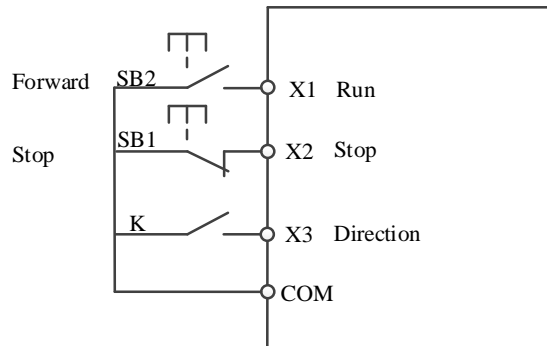 Forward SB2 X1 Run
Stop SB1 X2 Stop
K X3 Direction
COM